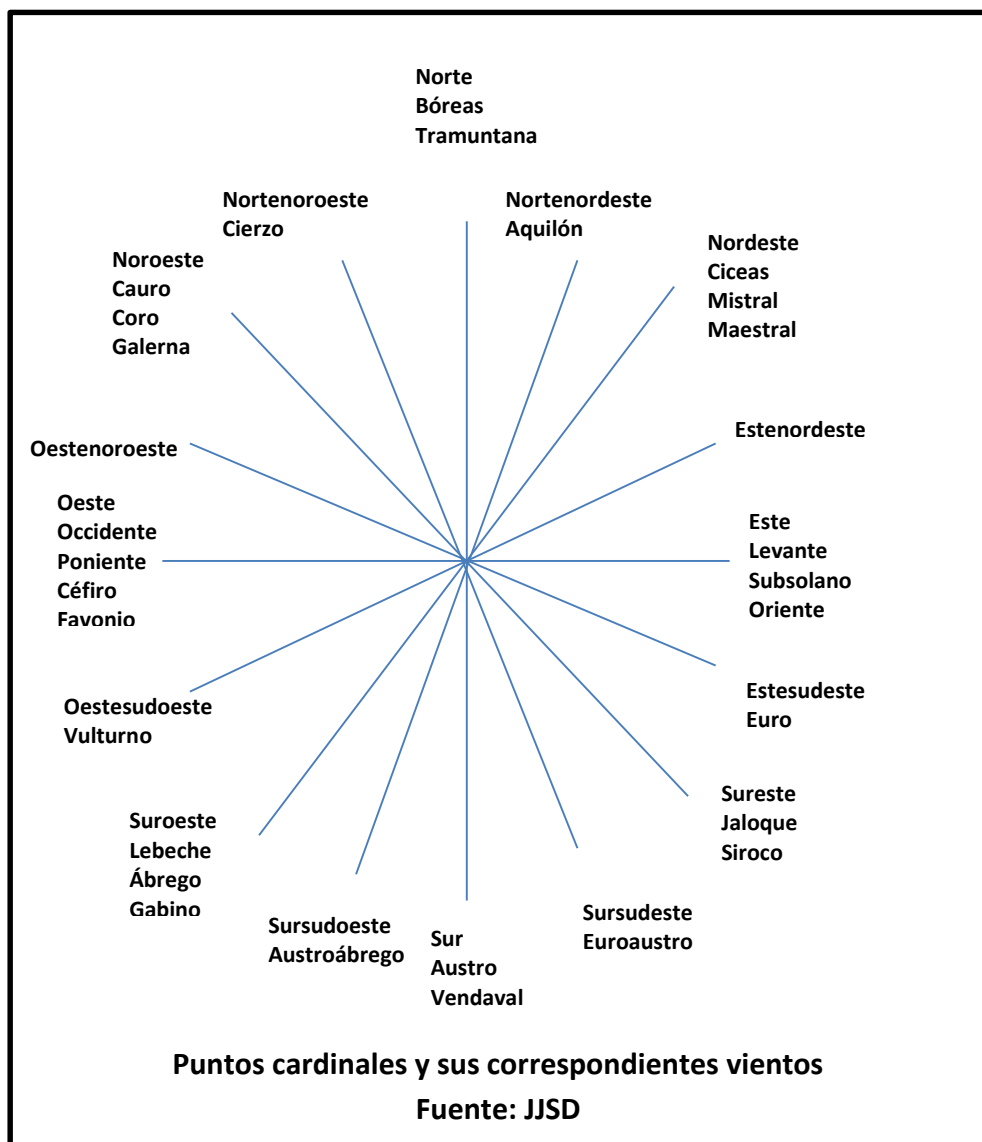 Norte
Bóreas
Tramuntana
Nortenoroeste
Cierzo
Nortenordeste
Aquilón
Nordeste
Ciceas
Mistral
Maestral
Noroeste
Cauro
Coro
Galerna
Estenordeste
Oestenoroeste
Oeste
Occidente
Poniente
Céfiro
Favonio
Este
Levante
Subsolano
Oriente
Estesudeste
Euro
Oestesudoeste
Vulturno
Sureste
Jaloque
Siroco
Suroeste
Lebeche
Ábrego
Gabino
Sursudoeste
Austroábrego
Sur
Austro
Vendaval
Sursudeste
Euroaustro
Puntos cardinales y sus correspondientes vientos
Fuente: JJSD